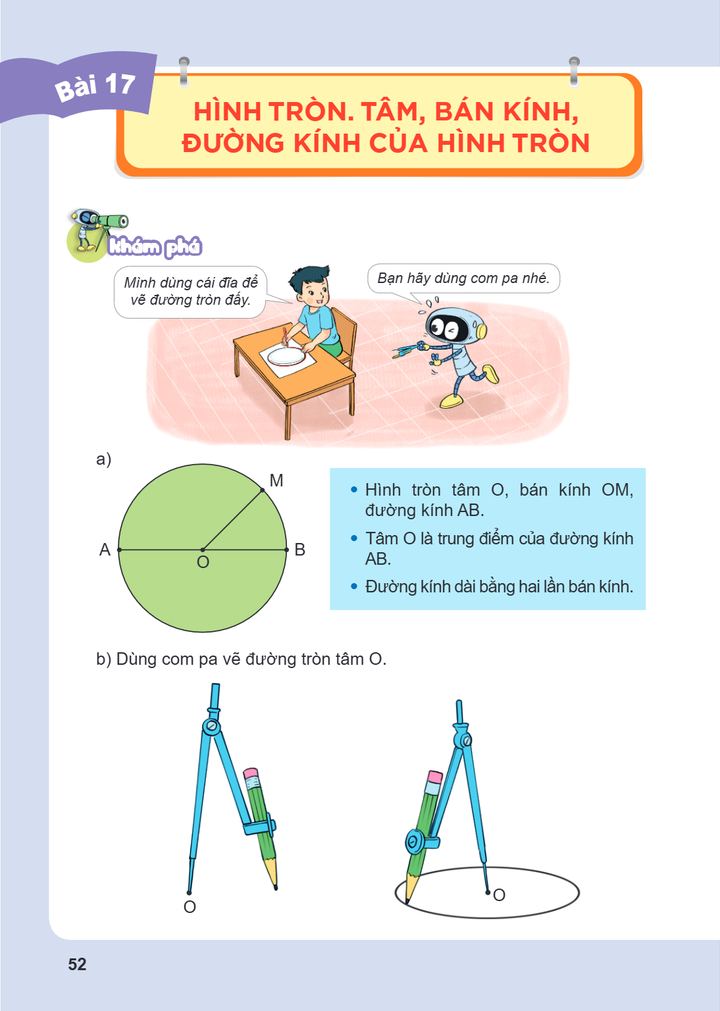 Bài 17
HÌNH TRÒN. TÂM, BÁN KÍNH,
ĐƯỜNG KÍNH CỦA HÌNH TRÒN
khám phá
Mình dùng cái đĩa để
vẽ đường tròn đấy.
Bạn hãy dùng com pa nhé.
a)
M
A
B
O
• Hình tròn tâm O, bán kính OM,
đường kính AB.
• Tâm O là trung điểm của đường kính
AB.
• Đường kính dài bằng hai lần bán kính.
b) Dùng com pa vẽ đường tròn tâm O.
O
O
52